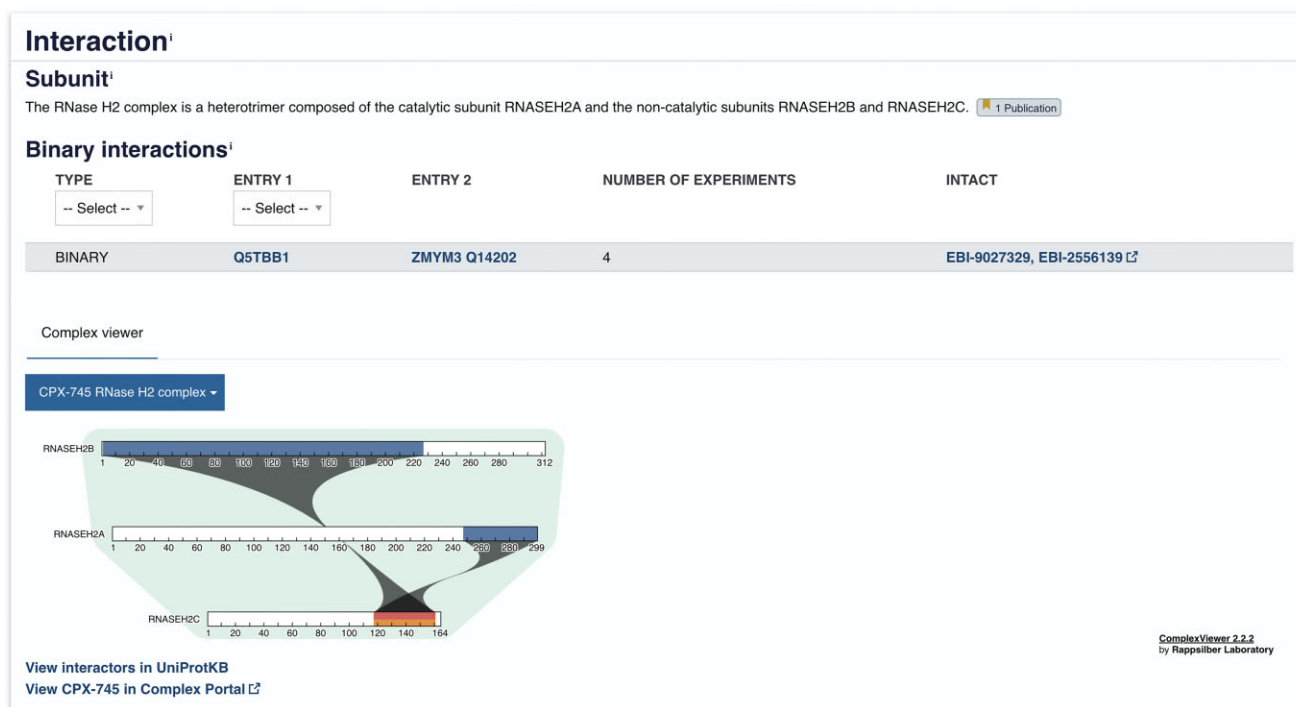 Interactionⁱ
Subunitⁱ
The RNase H2 complex is a heterotrimer composed of the catalytic subunit RNASEH2A and the non-catalytic subunits RNASEH2B and RNASEH2C. 1 Publication
Binary interactionsⁱ
TYPE ENTRY 1 ENTRY 2 NUMBER OF EXPERIMENTS INTACT
-- Select -- -- Select --
BINARY Q5TBB1 ZMYM3 Q14202 4 EBI-9027329, EBI-2556139
Complex viewer
CPX-745 RNase H2 complex
RNASEH2B
1 20 40 60 80 100 120 140 160 180 200 220 240 260 280 312
RNASEH2A
1 20 40 60 80 100 120 140 160 180 200 220 240 260 280 299
RNASEH2C
1 20 40 60 80 100 120 140 164
ComplexViewer 2.2.2
by Rappsilber Laboratory
View interactors in UniProtKB
View CPX-745 in Complex Portal